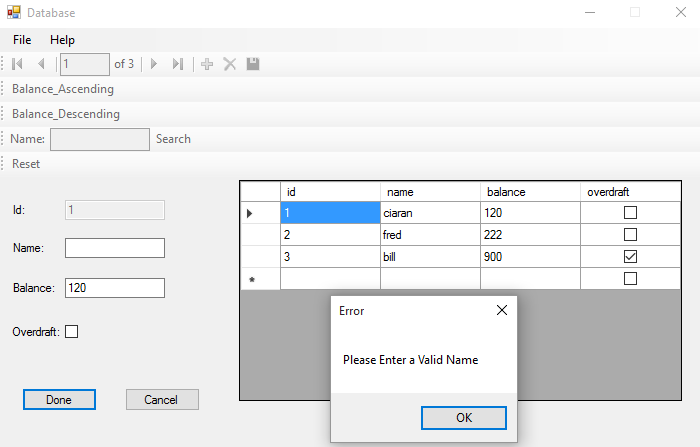 Database
File Help
1 of 3
Balance_Ascending
Balance_Descending
Name: Search
Reset
Id: 1
Name:
Balance: 120
Overdraft:
Done Cancel
id name balance overdraft
1 ciaran 120
2 fred 222
3 bill 900
*
Error
Please Enter a Valid Name
OK